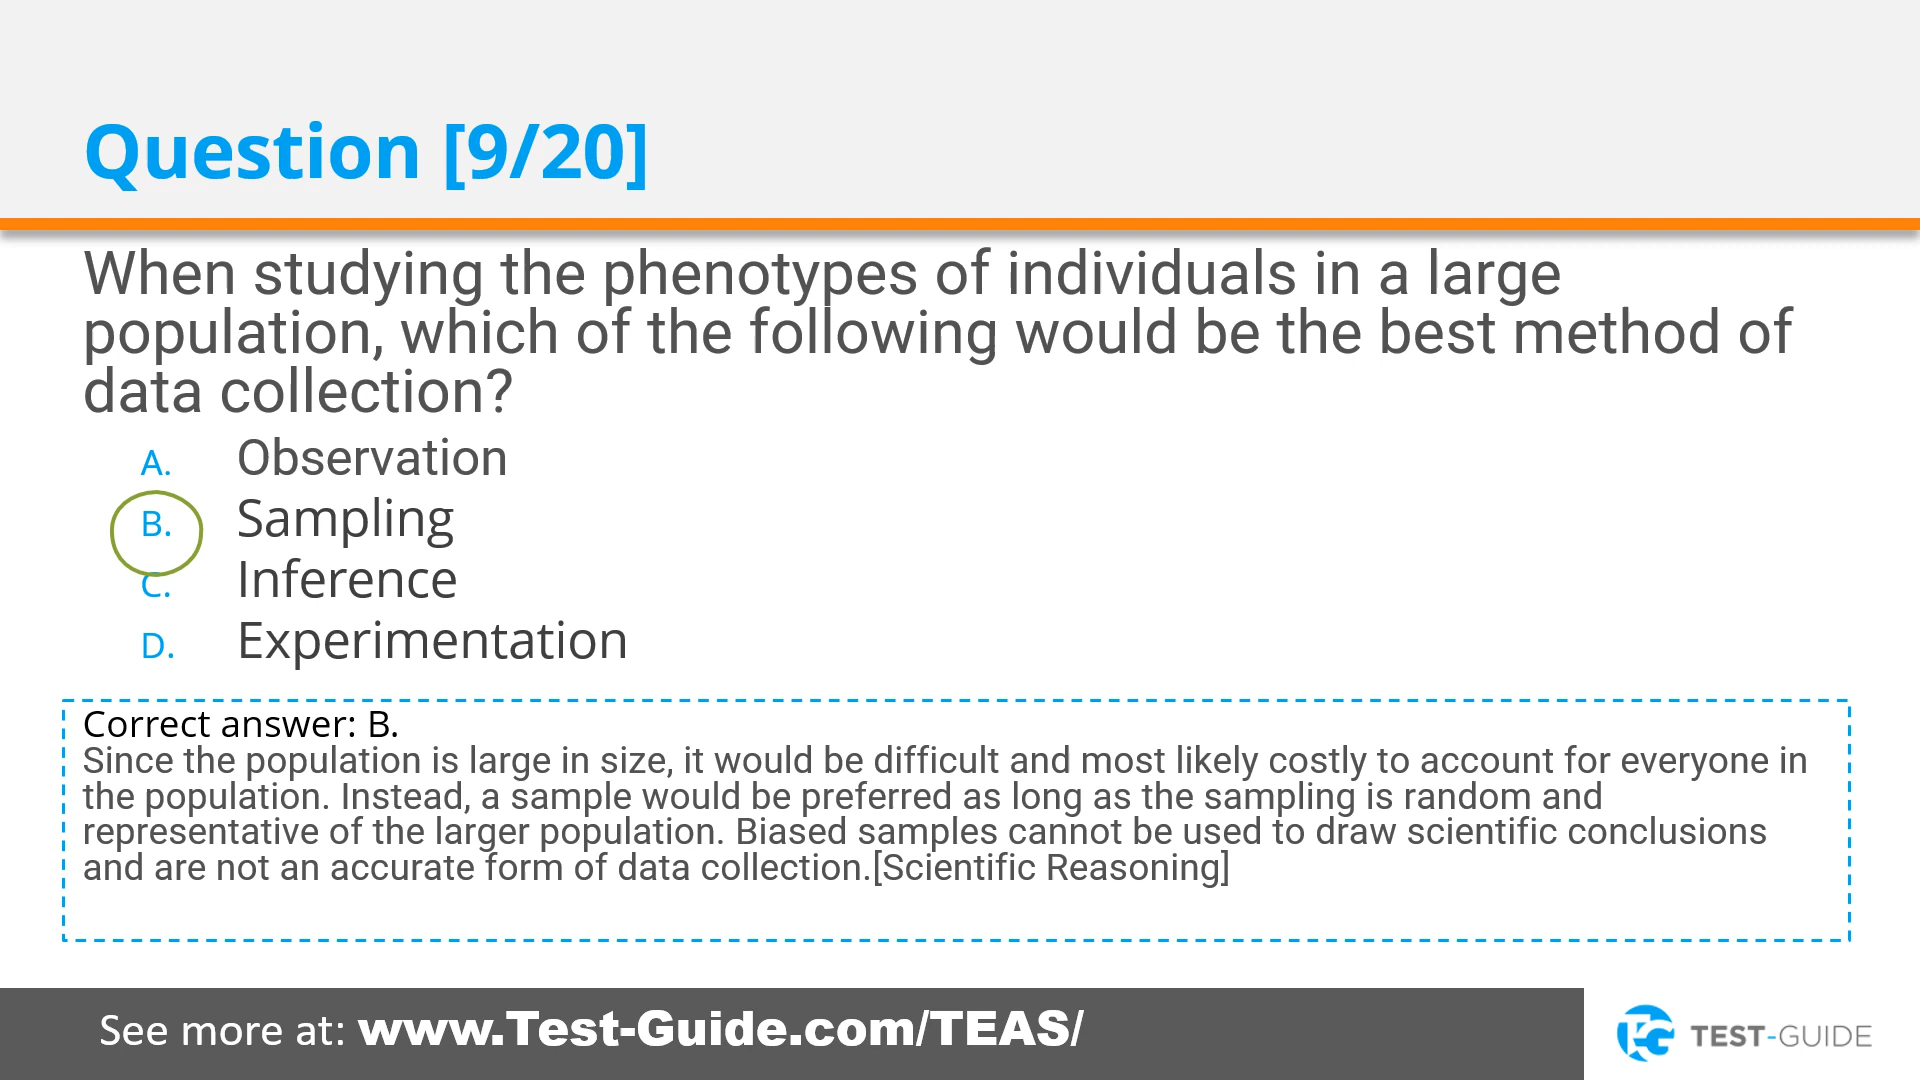 Question [9/20]
When studying the phenotypes of individuals in a large
population, which of the following would be the best method of
data collection?
A. Observation
B. Sampling
C. Inference
D. Experimentation
Correct answer: B.
Since the population is large in size, it would be difficult and most likely costly to account for everyone in
the population. Instead, a sample would be preferred as long as the sampling is random and
representative of the larger population. Biased samples cannot be used to draw scientific conclusions
and are not an accurate form of data collection.[Scientific Reasoning]
See more at: www.Test-Guide.com/TEAS/
TEST-GUIDE